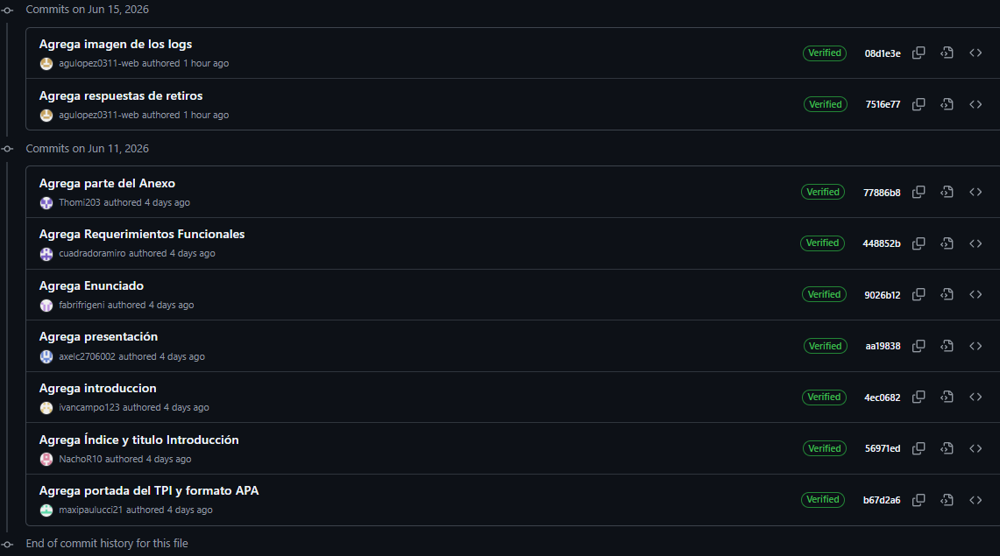 Commits on Jun 15, 2026
Agrega imagen de los logs
agulopez0311-web authored 1 hour ago
Verified 08d1e3e
Agrega respuestas de retiros
agulopez0311-web authored 1 hour ago
Verified 7516e77
Commits on Jun 11, 2026
Agrega parte del Anexo
Thomi203 authored 4 days ago
Verified 77886b8
Agrega Requerimientos Funcionales
cuadradoramiro authored 4 days ago
Verified 448852b
Agrega Enunciado
fabrifrigeni authored 4 days ago
Verified 9026b12
Agrega presentación
axelc2706002 authored 4 days ago
Verified aa19838
Agrega introduccion
ivancampo123 authored 4 days ago
Verified 4ec0682
Agrega Índice y titulo Introducción
NachoR10 authored 4 days ago
Verified 56971ed
Agrega portada del TPI y formato APA
maxipaulucci21 authored 4 days ago
Verified b67d2a6
End of commit history for this file